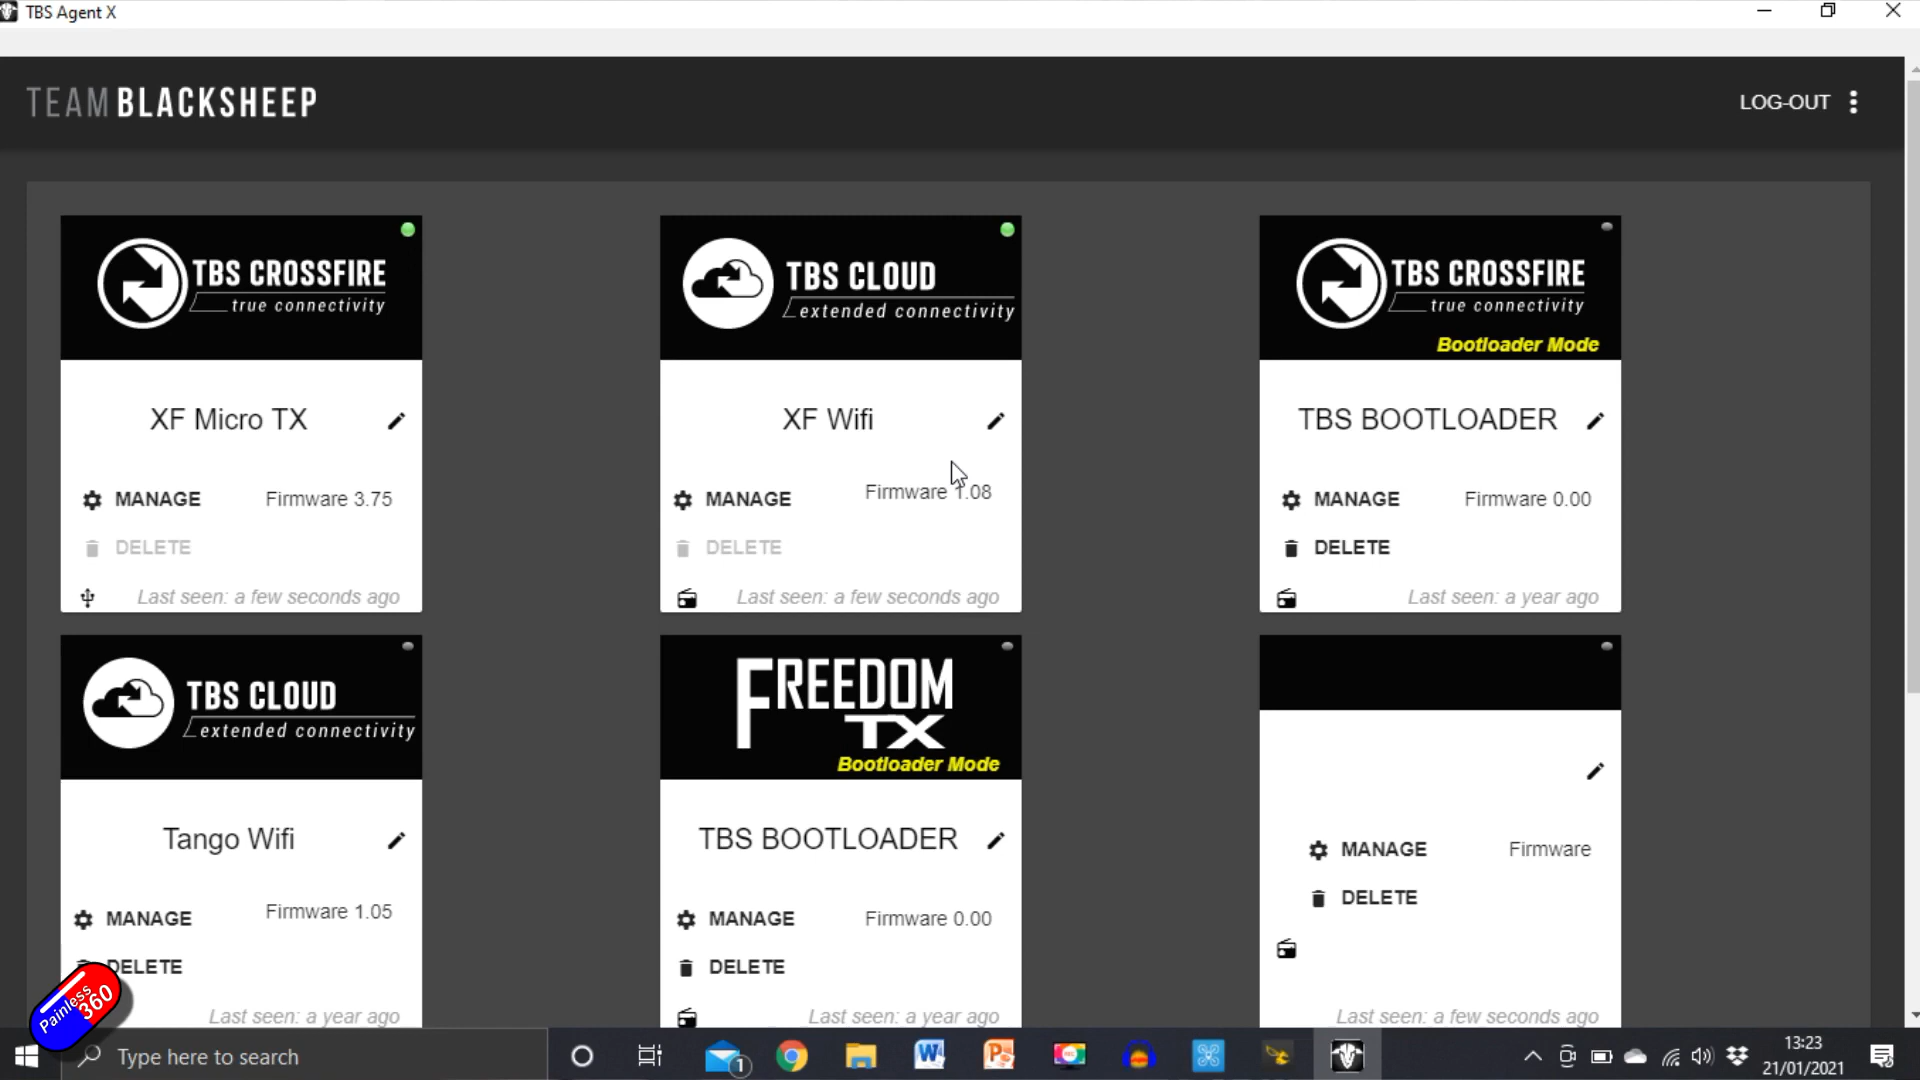 TBS Agent X
TEAM BLACKSHEEP
LOG-OUT
TBS CROSSFIRE
true connectivity
XF Micro TX
MANAGE Firmware 3.75
DELETE
Last seen: a few seconds ago
TBS CLOUD
extended connectivity
XF Wifi
MANAGE Firmware 1.08
DELETE
Last seen: a few seconds ago
TBS CROSSFIRE
true connectivity
Bootloader Mode
TBS BOOTLOADER
MANAGE Firmware 0.00
DELETE
Last seen: a year ago
TBS CLOUD
extended connectivity
Tango Wifi
MANAGE Firmware 1.05
DELETE
Last seen: a year ago
FREEDOM
TX
Bootloader Mode
TBS BOOTLOADER
MANAGE Firmware 0.00
DELETE
Last seen: a year ago
MANAGE Firmware
DELETE
Last seen: a few seconds ago
Painless
360
Type here to search
1
13:23
21/01/2021